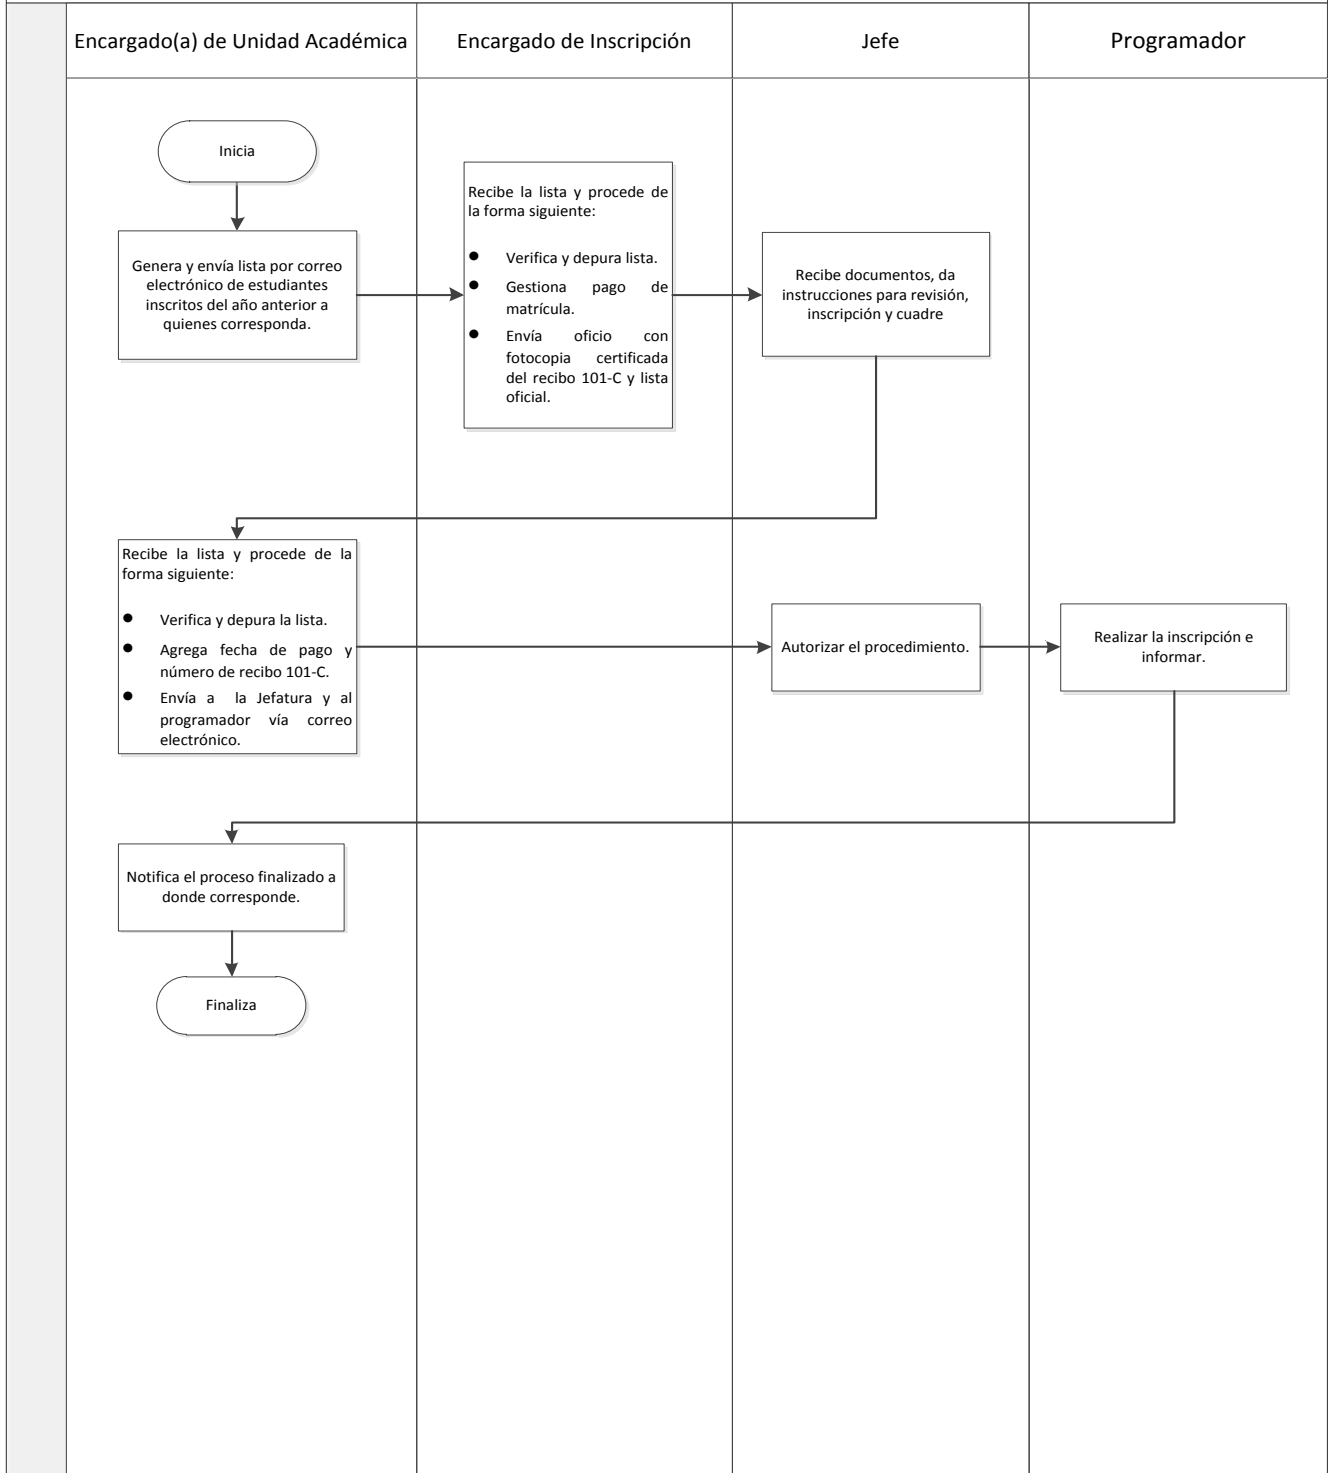 Encargado(a) de Unidad Académica
Encargado de Inscripción
Jefe
Programador
Inicia
Genera y envía lista por correo
electrónico de estudiantes
inscritos del año anterior a
quienes corresponda.
Recibe la lista y procede de
la forma siguiente:
● Verifica y depura lista.
● Gestiona pago de
matrícula.
● Envía oficio con
fotocopia certificada
del recibo 101-C y lista
oficial.
Recibe documentos, da
instrucciones para revisión,
inscripción y cuadre
Recibe la lista y procede de la
forma siguiente:
● Verifica y depura la lista.
● Agrega fecha de pago y
número de recibo 101-C.
● Envía a la Jefatura y al
programador vía correo
electrónico.
Autorizar el procedimiento.
Realizar la inscripción e
informar.
Notifica el proceso finalizado a
donde corresponde.
Finaliza